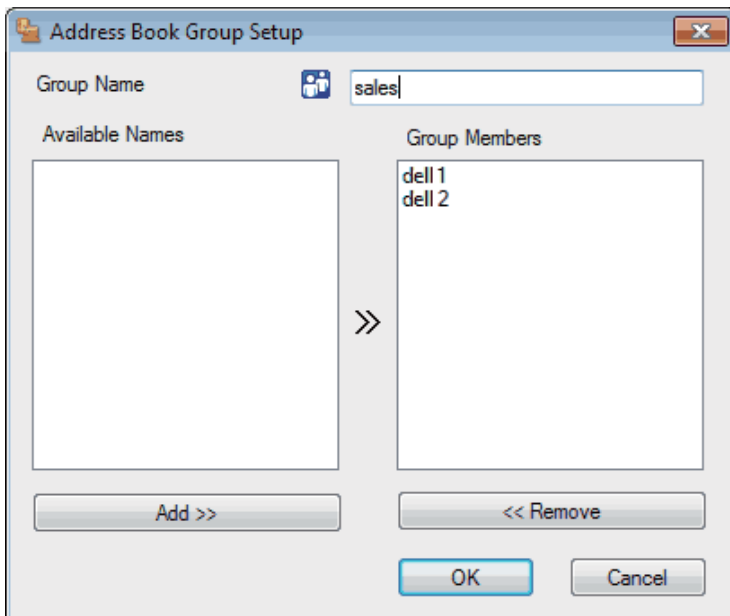 Address Book Group Setup
Group Name
sales
Available Names
Group Members
dell 1
dell 2
Add >>
<< Remove
OK
Cancel